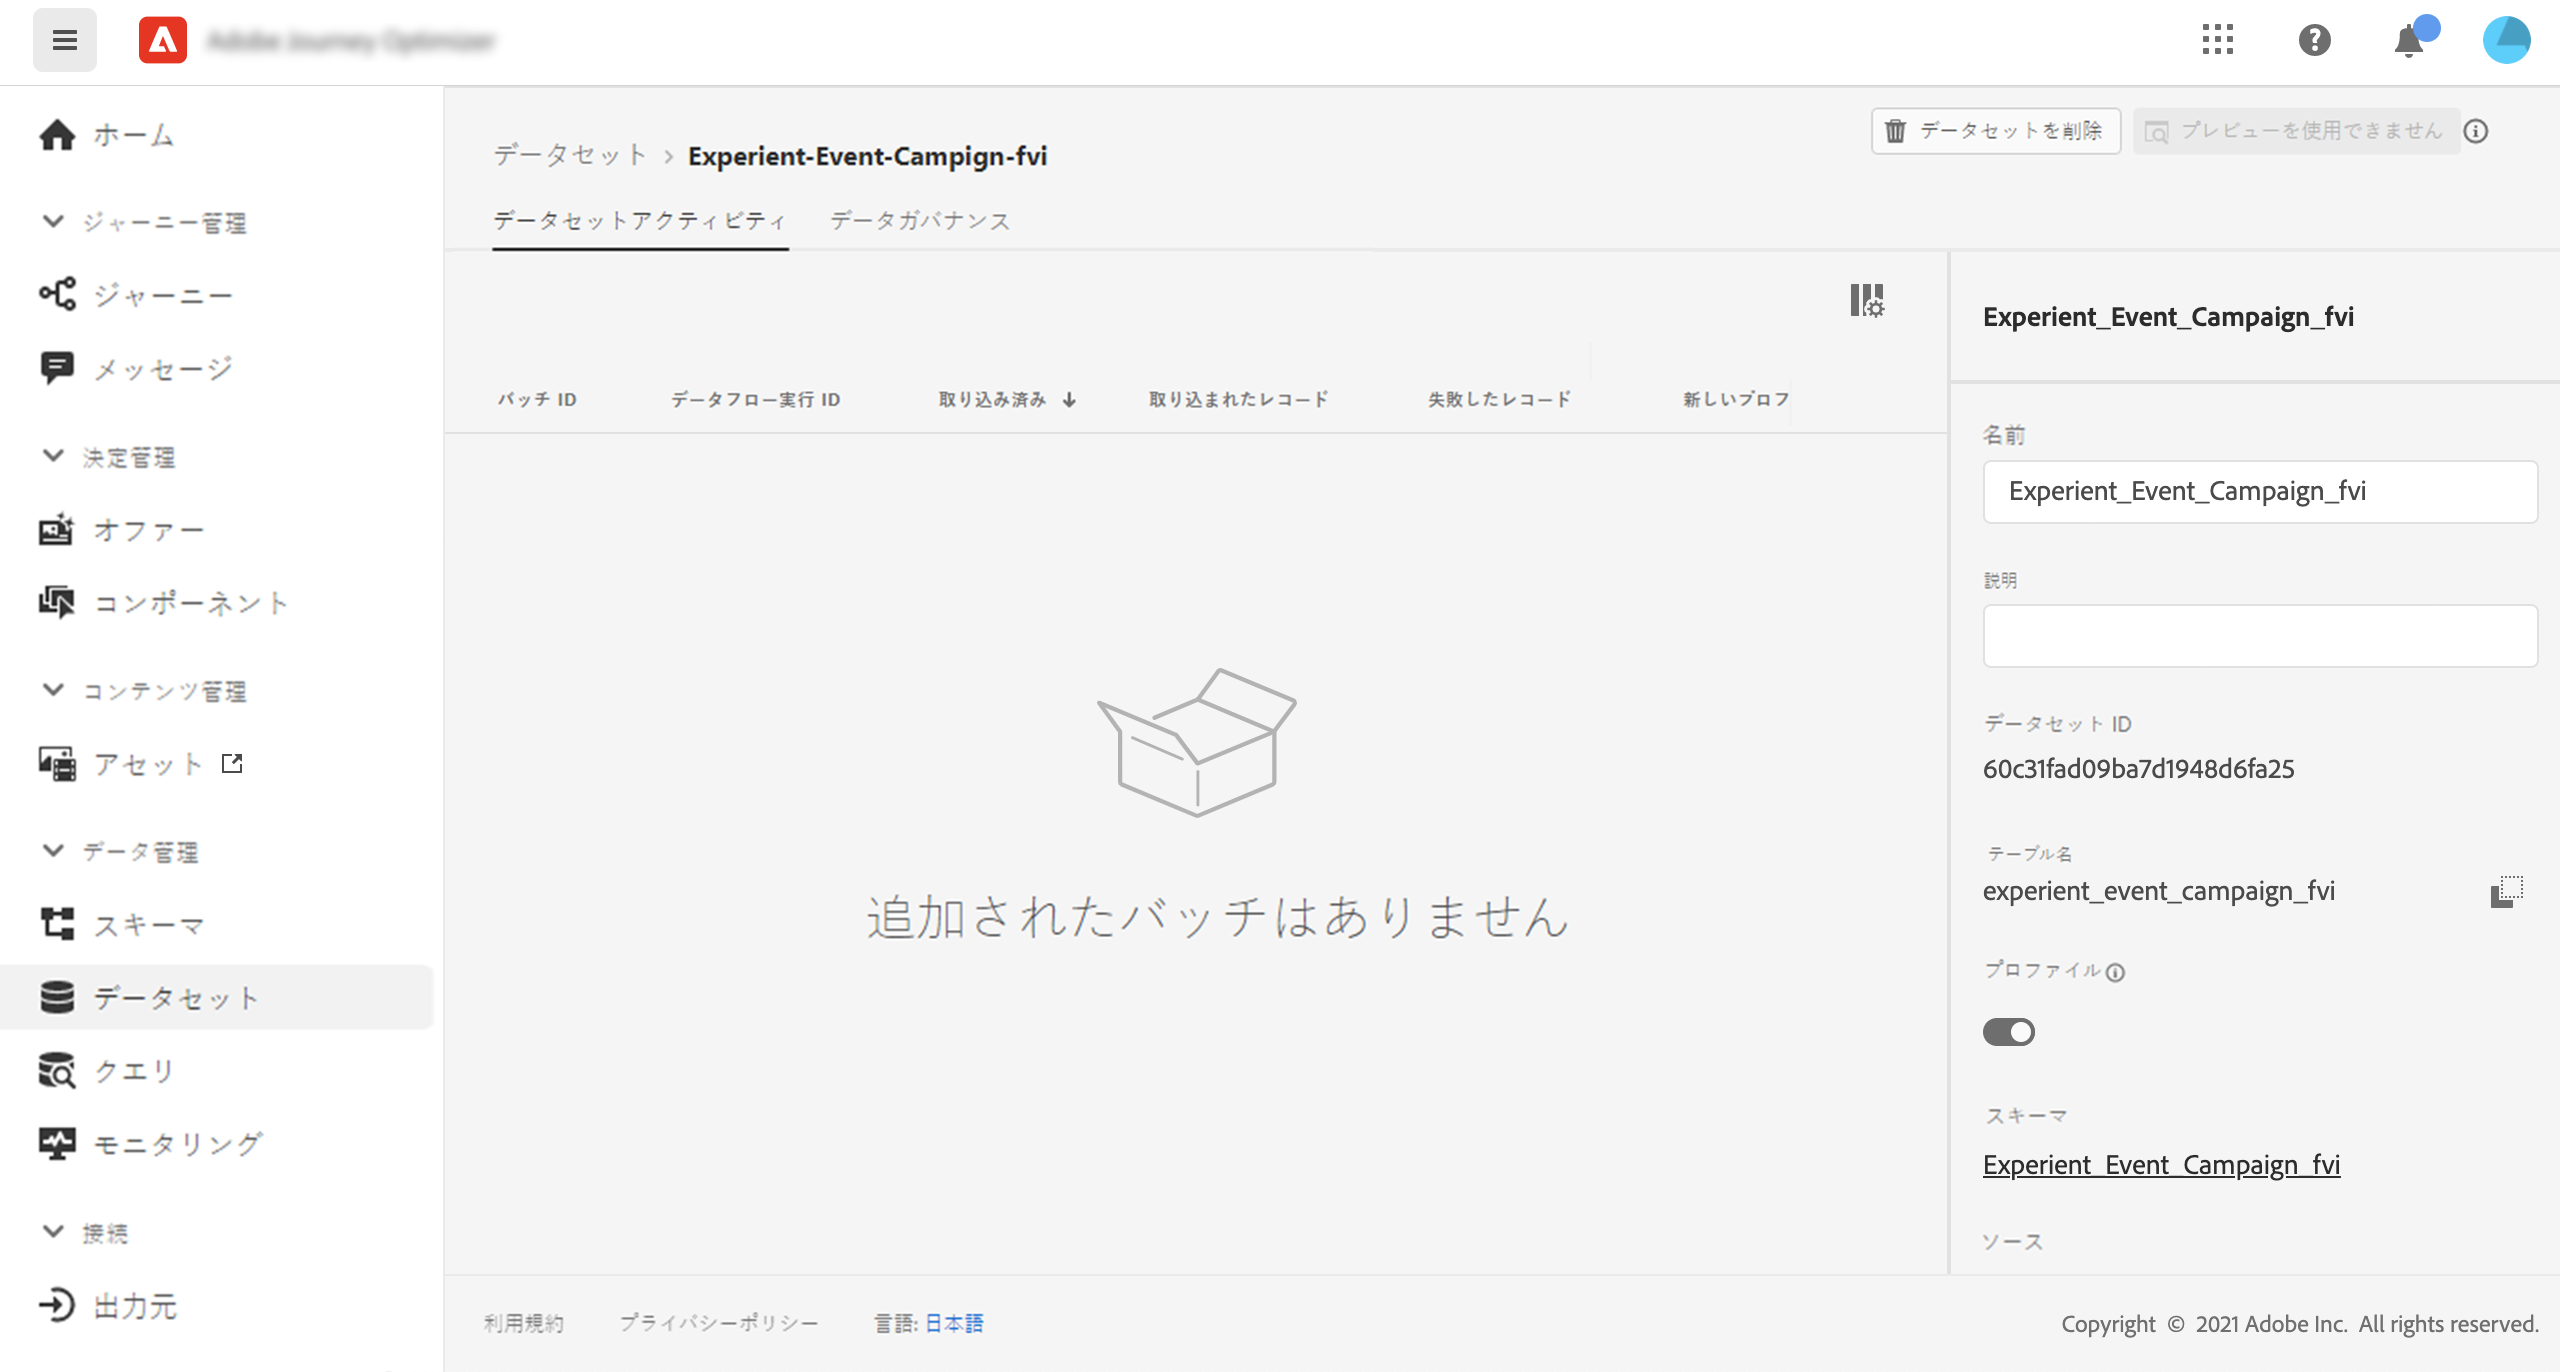 Adobe Journey Optimizer
ホーム
ジャーニー管理
ジャーニー
メッセージ
決定管理
オファー
コンポーネント
コンテンツ管理
アセット
データ管理
スキーマ
データセット
クエリ
モニタリング
接続
出力元
データセット > Experient-Event-Campign-fvi
データセットを削除
プレビューを使用できません
データセットアクティビティ
データガバナンス
バッチ ID
データフロー実行 ID
取り込み済み ↓
取り込まれたレコード
失敗したレコード
新しいプロフ
追加されたバッチはありません
Experient_Event_Campaign_fvi
名前
Experient_Event_Campaign_fvi
説明
データセット ID
60c31fad09ba7d1948d6fa25
テーブル名
experient_event_campaign_fvi
プロファイル
スキーマ
Experient_Event_Campaign_fvi
ソース
利用規約
プライバシーポリシー
言語: 日本語
Copyright © 2021 Adobe Inc. All rights reserved.